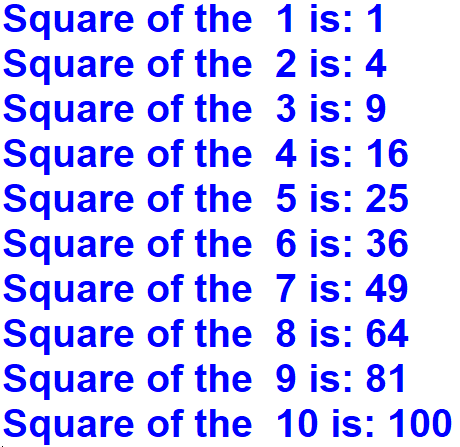 Square of the  1 is: 1
Square of the  2 is: 4
Square of the  3 is: 9
Square of the  4 is: 16
Square of the  5 is: 25
Square of the  6 is: 36
Square of the  7 is: 49
Square of the  8 is: 64
Square of the  9 is: 81
Square of the  10 is: 100